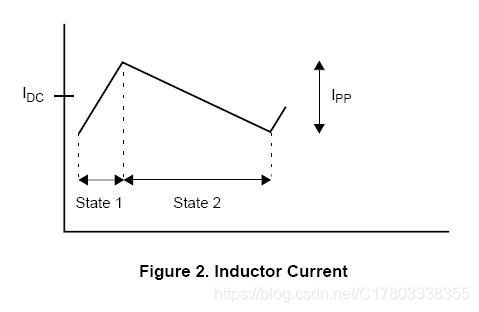 I_DC
I_PP
State 1
State 2
Figure 2. Inductor Current
https://blog.csdn.net/C17803338355